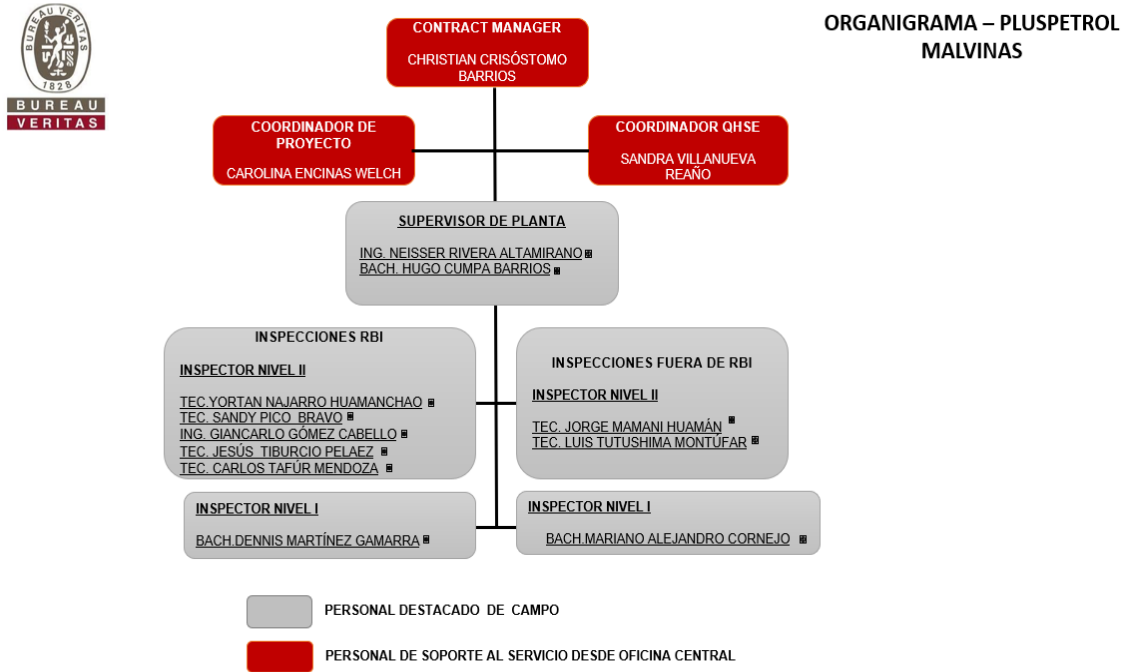 BUREAU VERITAS
1828
BUREAU
VERITAS
ORGANIGRAMA – PLUSPETROL
MALVINAS
CONTRACT MANAGER
CHRISTIAN CRISÓSTOMO
BARRIOS
COORDINADOR DE
PROYECTO
CAROLINA ENCINAS WELCH
COORDINADOR QHSE
SANDRA VILLANUEVA
REAÑO
SUPERVISOR DE PLANTA
ING. NEISSER RIVERA ALTAMIRANO
BACH. HUGO CUMPA BARRIOS
INSPECCIONES RBI
INSPECTOR NIVEL II
TEC.YORTAN NAJARRO HUAMANCHAO
TEC. SANDY PICO BRAVO
ING. GIANCARLO GÓMEZ CABELLO
TEC. JESÚS TIBURCIO PELAEZ
TEC. CARLOS TAFÚR MENDOZA
INSPECCIONES FUERA DE RBI
INSPECTOR NIVEL II
TEC. JORGE MAMANI HUAMÁN
TEC. LUIS TUTUSHIMA MONTÚFAR
INSPECTOR NIVEL I
BACH.DENNIS MARTÍNEZ GAMARRA
INSPECTOR NIVEL I
BACH.MARIANO ALEJANDRO CORNEJO
PERSONAL DESTACADO DE CAMPO
PERSONAL DE SOPORTE AL SERVICIO DESDE OFICINA CENTRAL